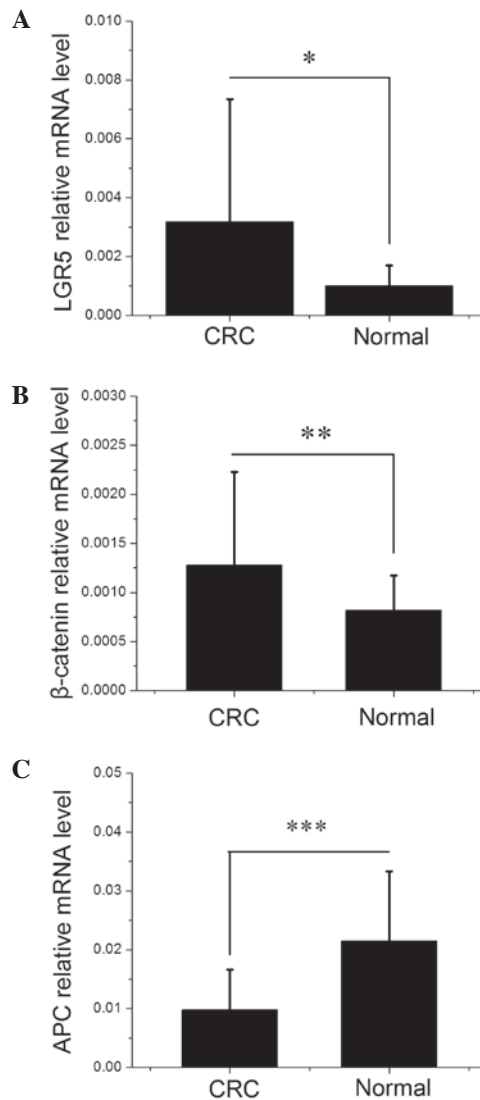 A
LGR5 relative mRNA level
0.010
0.008
0.006
0.004
0.002
0.000
*
CRC Normal
B
β-catenin relative mRNA level
0.0030
0.0025
0.0020
0.0015
0.0010
0.0005
0.0000
**
CRC Normal
C
APC relative mRNA level
0.05
0.04
0.03
0.02
0.01
0.00
***
CRC Normal